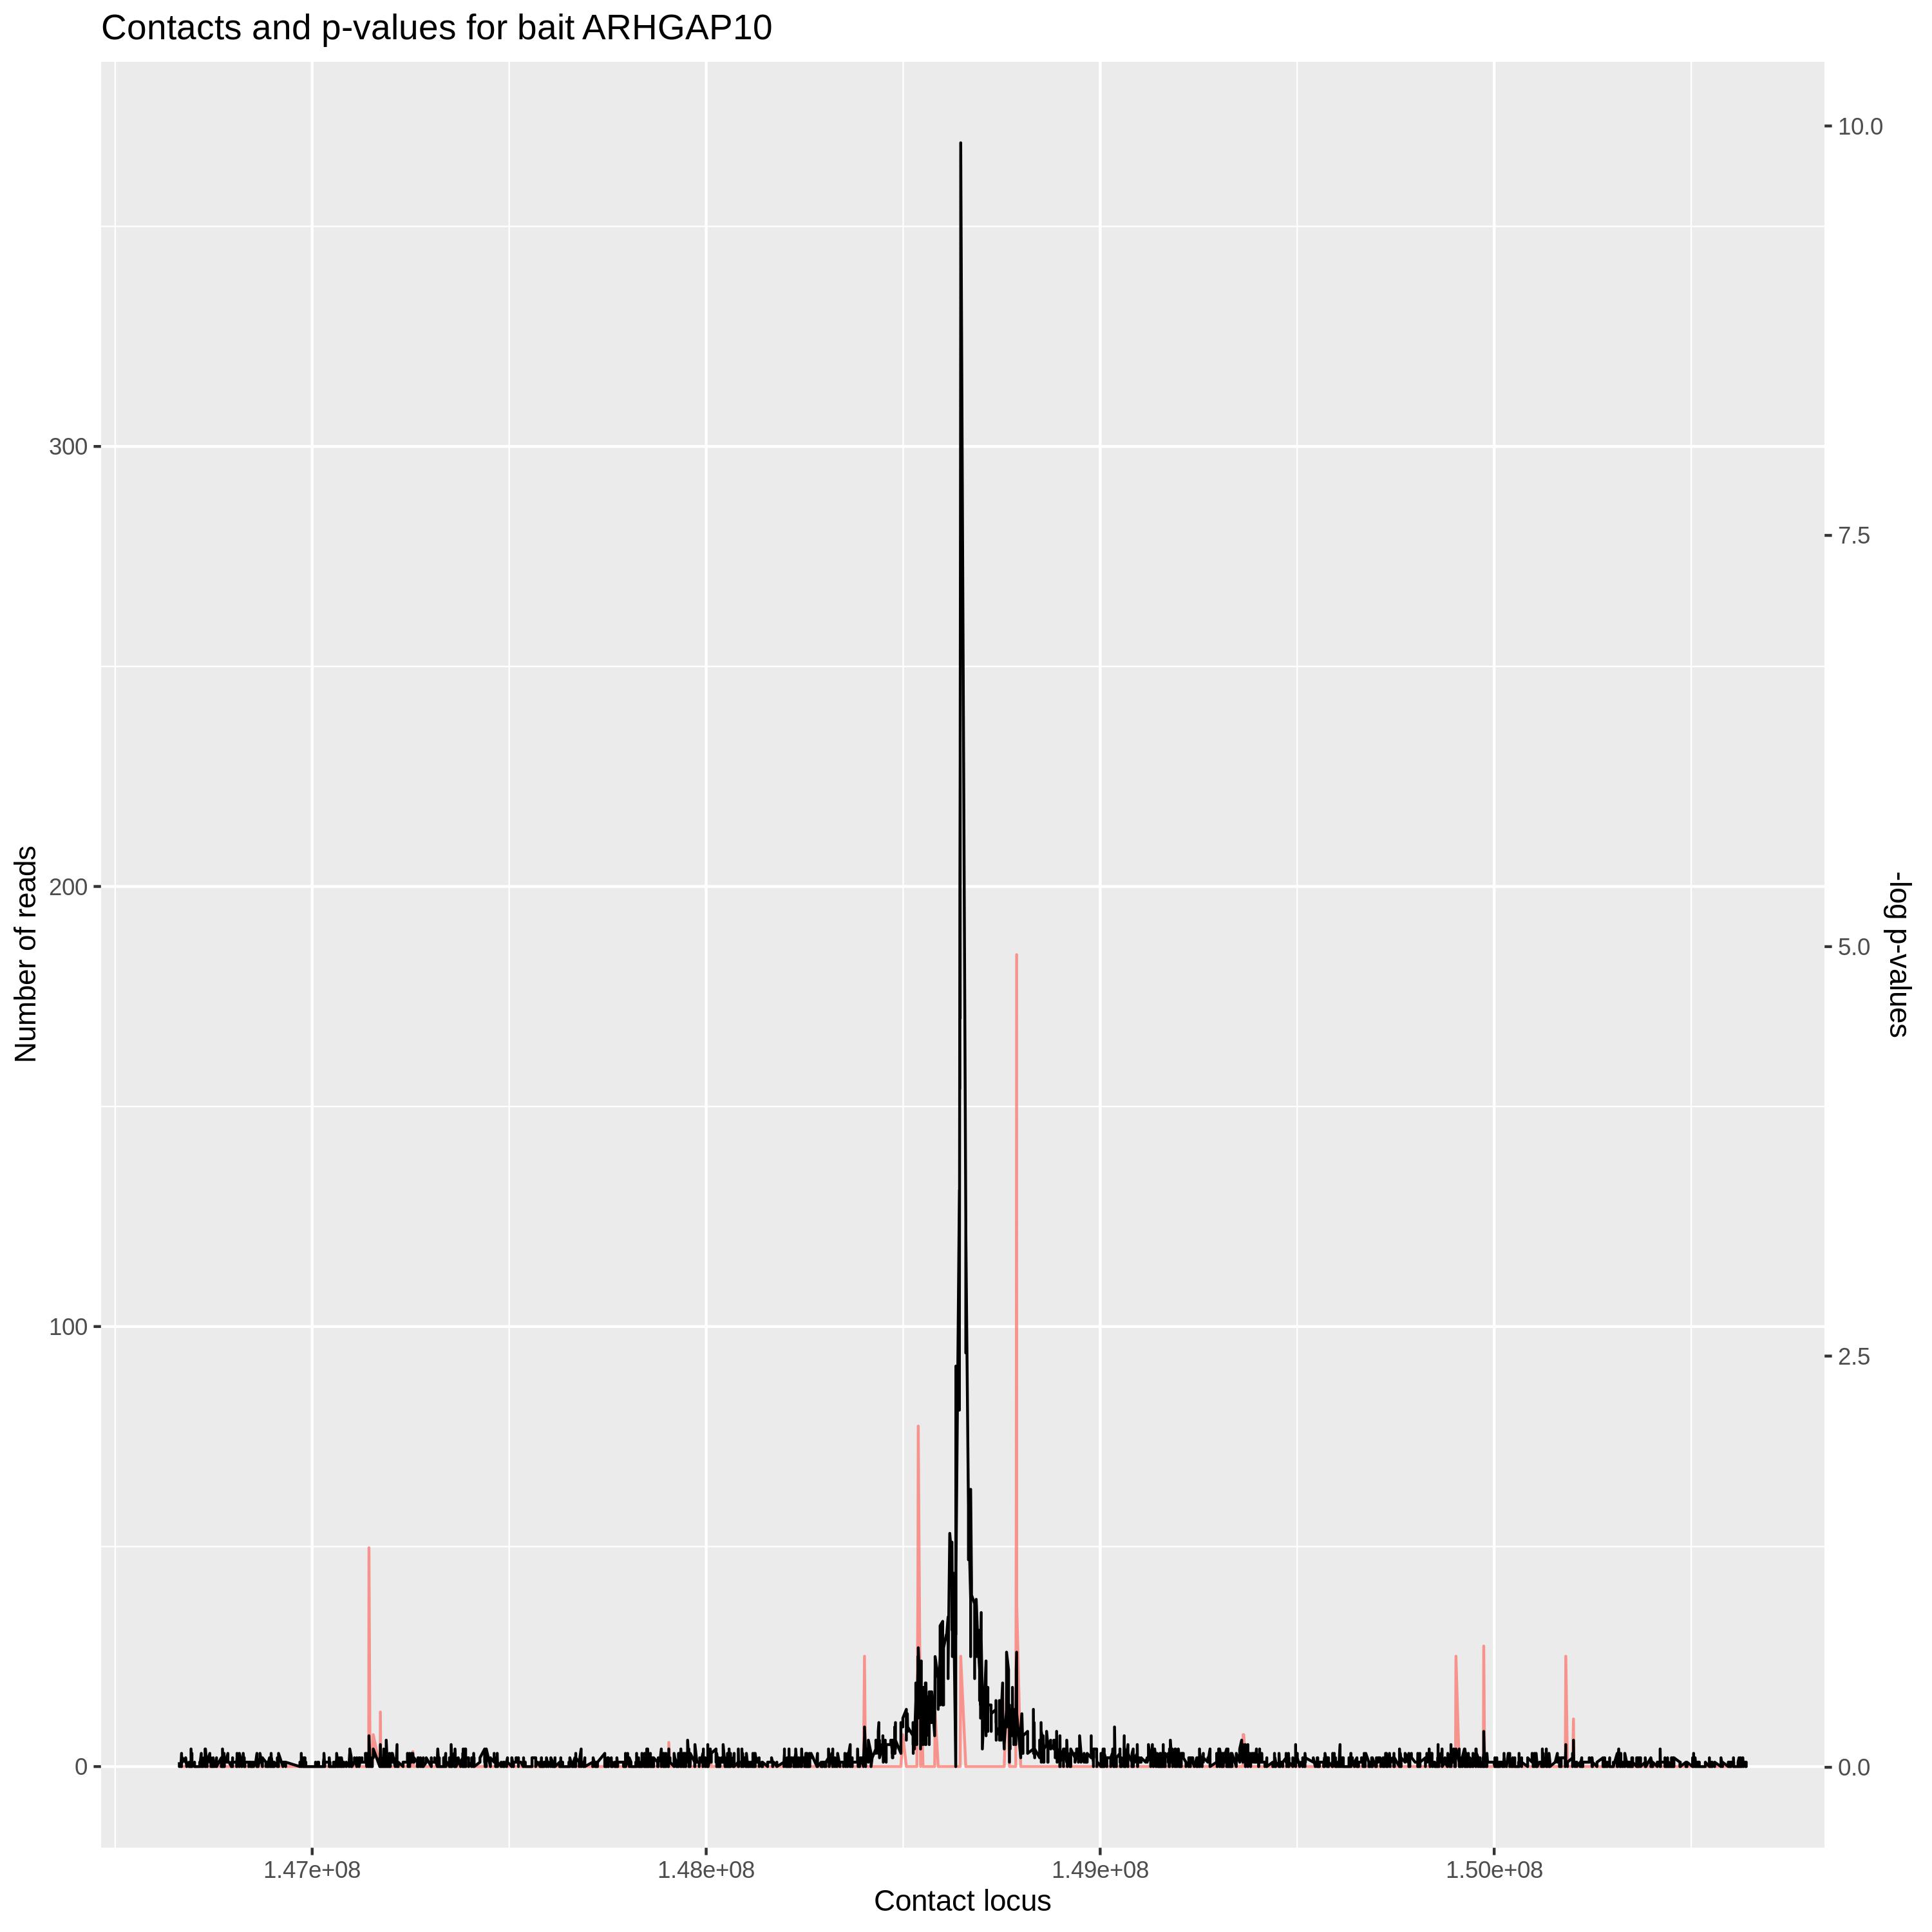 Contacts and p-values for bait ARHGAP10
Number of reads
300
200
100
0
10.0
7.5
5.0
2.5
0.0
-log p-values
1.47e+08
1.48e+08
1.49e+08
1.50e+08
Contact locus